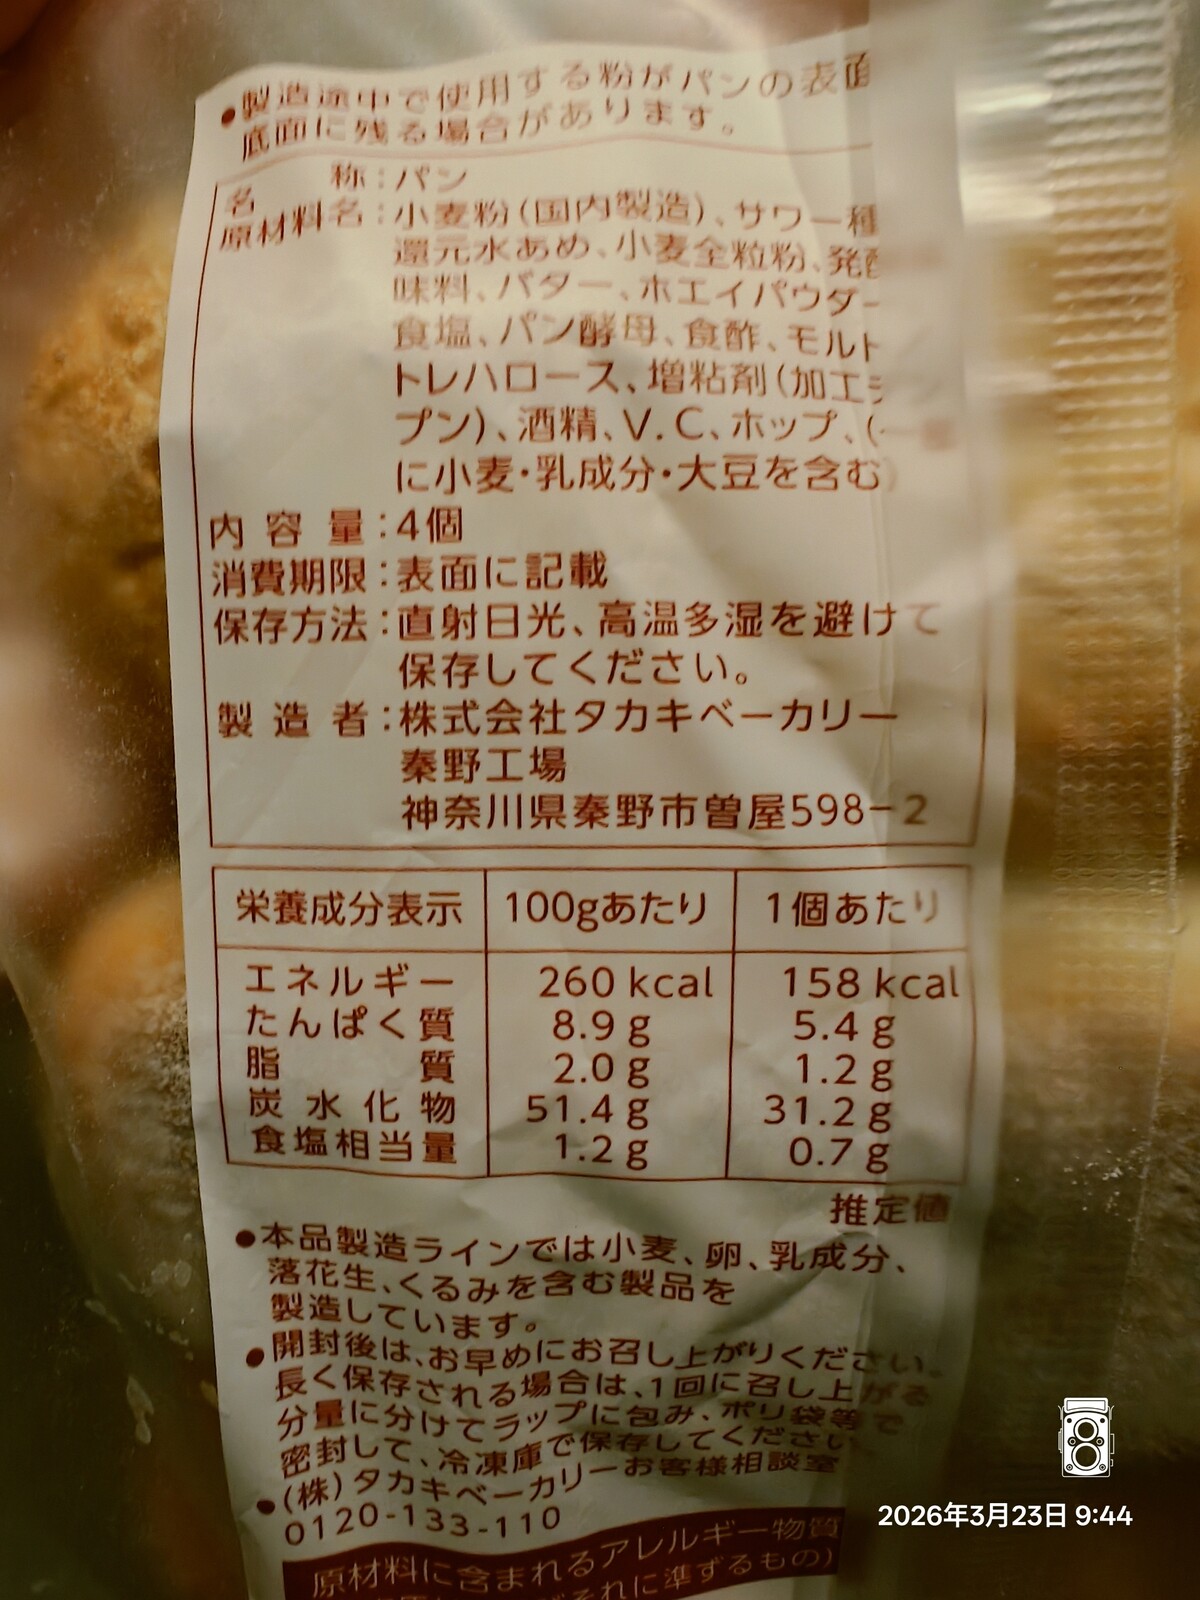 ●製造途中で使用する粉がパンの表面
底面に残る場合があります。
名称：パン
原材料名：小麦粉（国内製造）、サワー種
還元水あめ、小麦全粒粉、発酵
味料、バター、ホエイパウダー
食塩、パン酵母、食酢、モルト
トレハロース、増粘剤（加工デ
プン）、酒精、V.C、ホップ、（一部
に小麦・乳成分・大豆を含む）
内容量：4個
消費期限：表面に記載
保存方法：直射日光、高温多湿を避けて
保存してください。
製造者：株式会社タカキベーカリー
秦野工場
神奈川県秦野市曽屋598-2
栄養成分表示 100gあたり 1個あたり
エネルギー 260 kcal 158 kcal
たんぱく質 8.9 g 5.4 g
脂質 2.0 g 1.2 g
炭水化物 51.4 g 31.2 g
食塩相当量 1.2 g 0.7 g
推定値
●本品製造ラインでは小麦、卵、乳成分、
落花生、くるみを含む製品を
製造しています。
●開封後は、お早めにお召し上がりください。
長く保存される場合は、1回に召し上がる
分量に分けてラップに包み、ポリ袋等で
密封して、冷凍庫で保存してください。
●（株）タカキベーカリーお客様相談室
0120-133-110
原材料に含まれるアレルギー物質
それに準ずるもの）
2026年3月23日 9:44